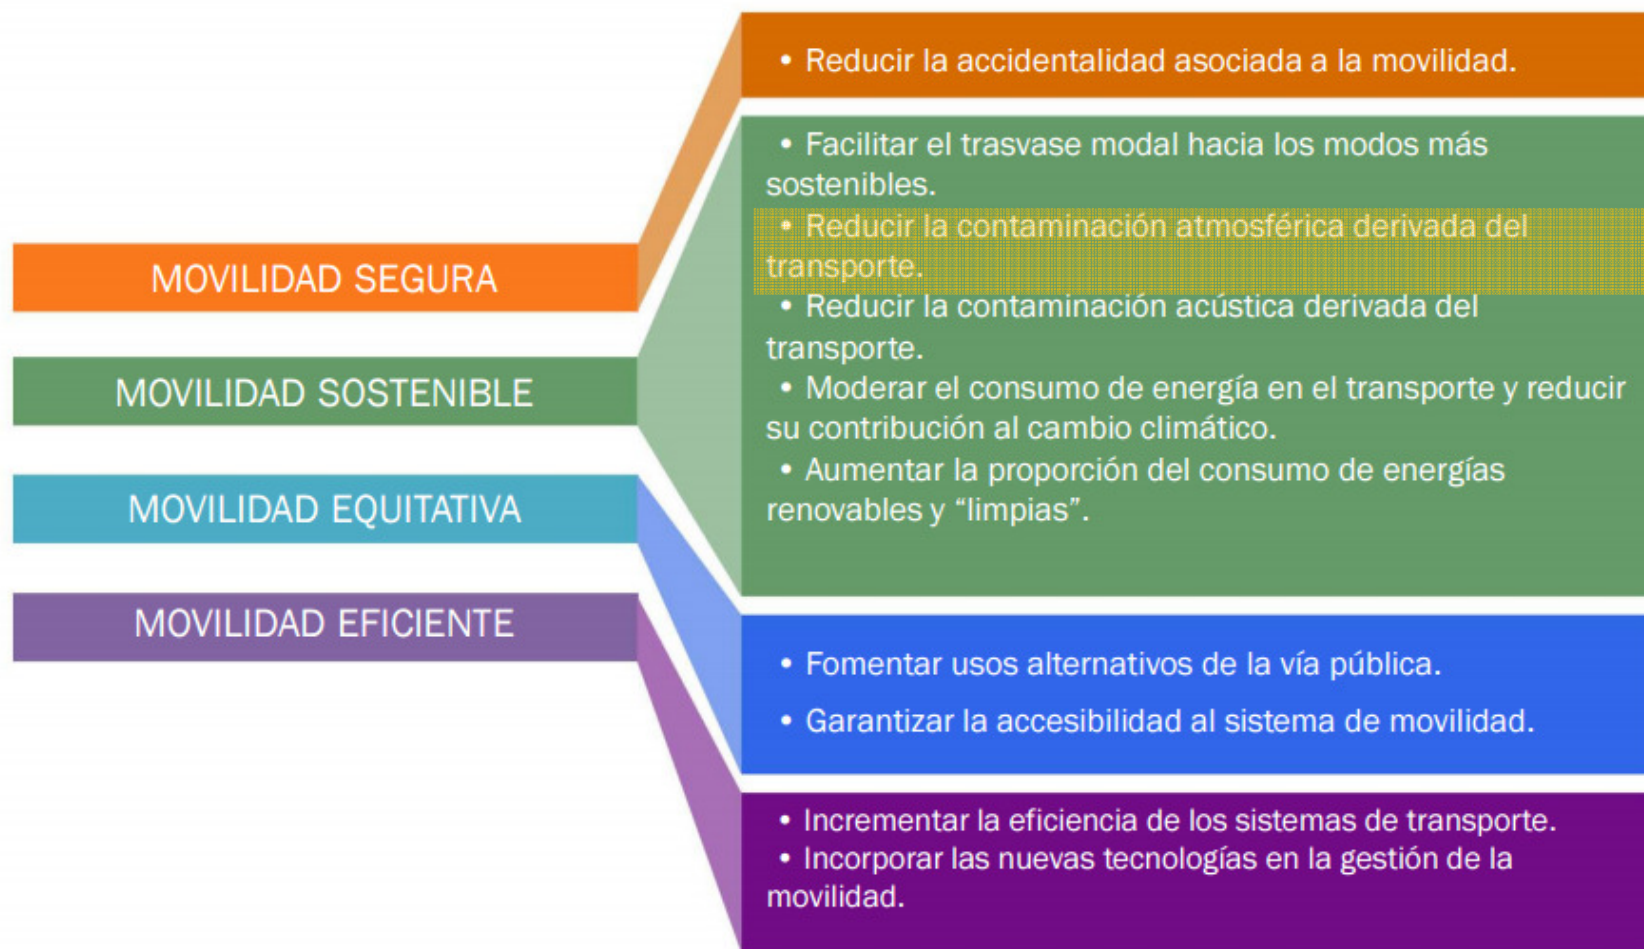 MOVILIDAD SEGURA
MOVILIDAD SOSTENIBLE
MOVILIDAD EQUITATIVA
MOVILIDAD EFICIENTE
• Reducir la accidentalidad asociada a la movilidad.
• Facilitar el trasvase modal hacia los modos más
sostenibles.
• Reducir la contaminación atmosférica derivada del
transporte.
• Reducir la contaminación acústica derivada del
transporte.
• Moderar el consumo de energía en el transporte y reducir
su contribución al cambio climático.
• Aumentar la proporción del consumo de energías
renovables y “limpias”.
• Fomentar usos alternativos de la vía pública.
• Garantizar la accesibilidad al sistema de movilidad.
• Incrementar la eficiencia de los sistemas de transporte.
• Incorporar las nuevas tecnologías en la gestión de la
movilidad.